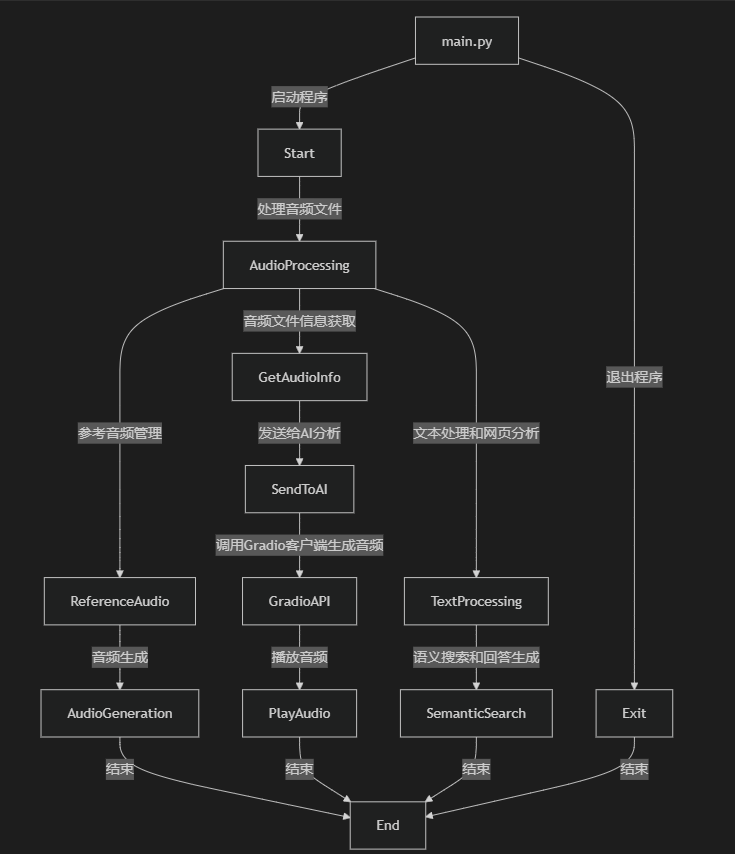 main.py
启动程序
Start
处理音频文件
AudioProcessing
音频文件信息获取
GetAudioInfo
退出程序
参考音频管理
发送给AI分析
文本处理和网页分析
SendToAI
调用Gradio客户端生成音频
ReferenceAudio
GradioAPI
TextProcessing
音频生成
播放音频
语义搜索和回答生成
AudioGeneration
PlayAudio
SemanticSearch
Exit
结束
结束
结束
结束
End